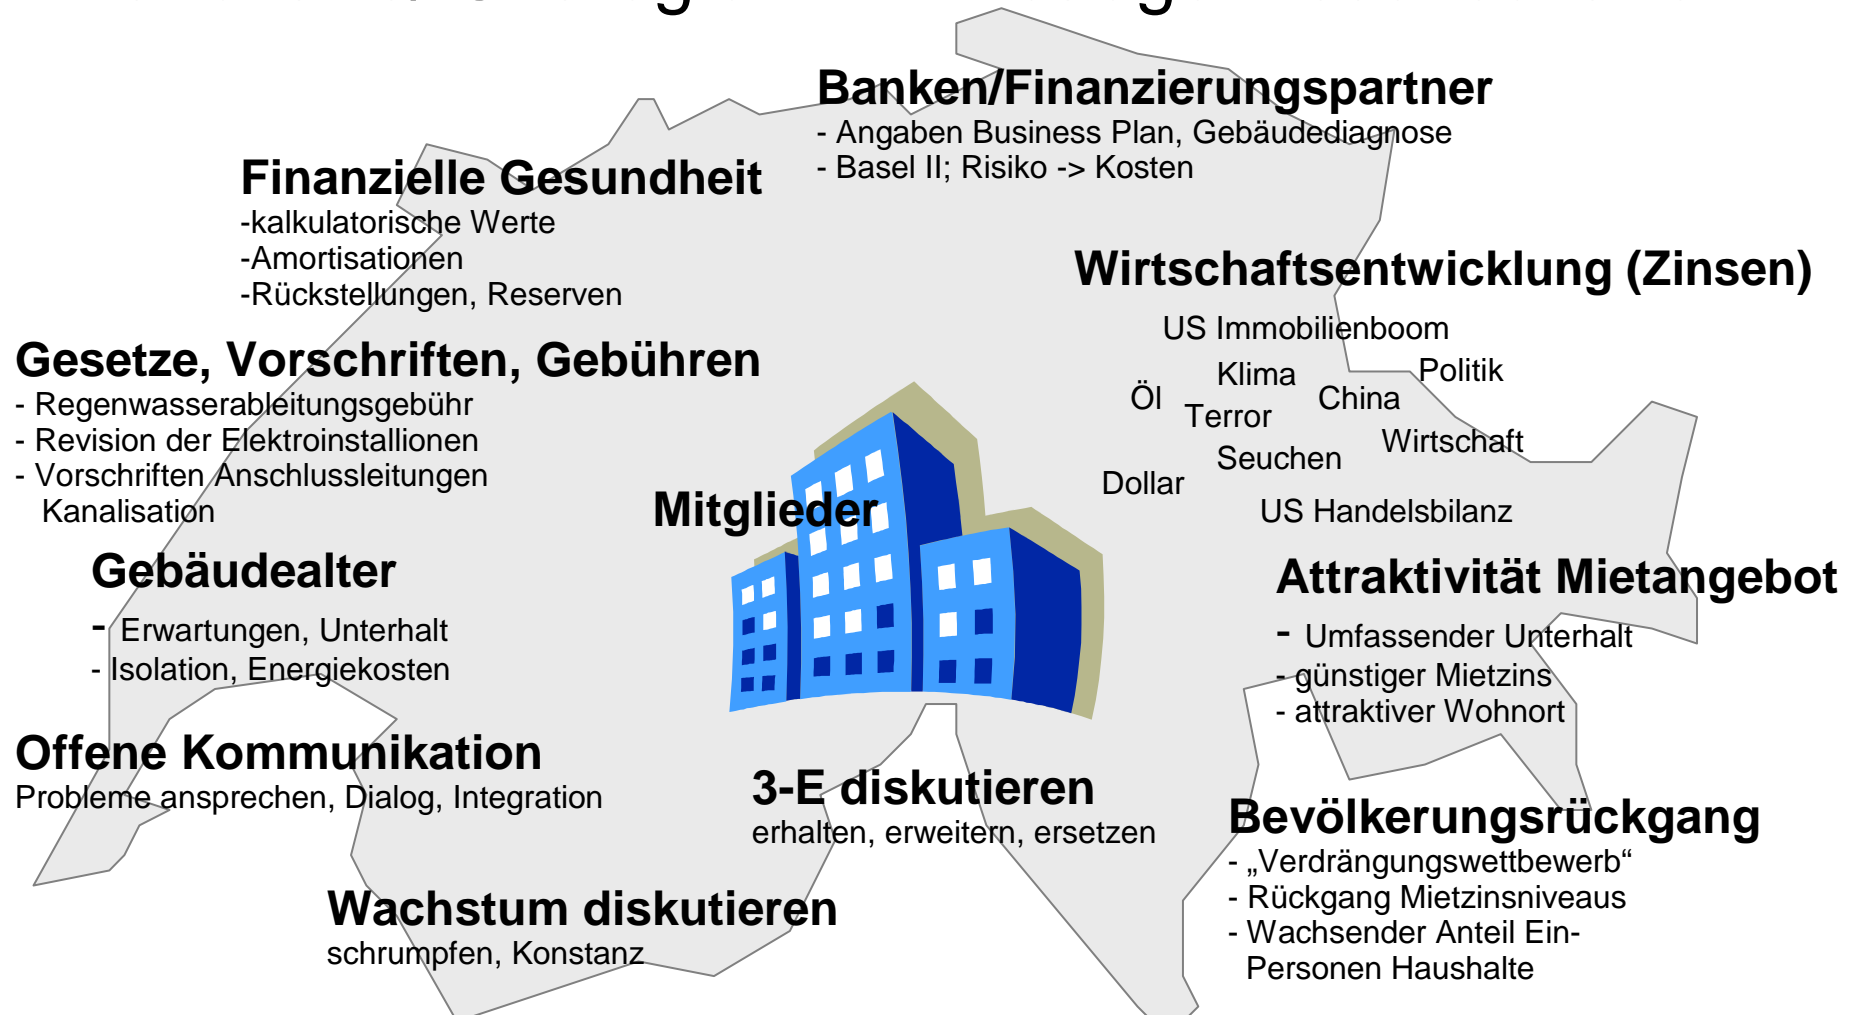 Banken/Finanzierungspartner
- Angaben Business Plan, Gebäudediagnose
- Basel II; Risiko -> Kosten
Finanzielle Gesundheit
-kalkulatorische Werte
-Amortisationen
-Rückstellungen, Reserven
Wirtschaftsentwicklung (Zinsen)
US Immobilienboom
Klima
Politik
Öl
China
Terror
Wirtschaft
Seuchen
Dollar
US Handelsbilanz
Gesetze, Vorschriften, Gebühren
- Regenwasserableitungsgebühr
- Revision der Elektroinstallionen
- Vorschriften Anschlussleitungen
Kanalisation
Mitglieder
Gebäudealter
- Erwartungen, Unterhalt
- Isolation, Energiekosten
Attraktivität Mietangebot
- Umfassender Unterhalt
- günstiger Mietzins
- attraktiver Wohnort
Offene Kommunikation
Probleme ansprechen, Dialog, Integration
3-E diskutieren
erhalten, erweitern, ersetzen
Bevölkerungsrückgang
- „Verdrängungswettbewerb“
- Rückgang Mietzinsniveaus
- Wachsender Anteil Ein-
Personen Haushalte
Wachstum diskutieren
schrumpfen, Konstanz